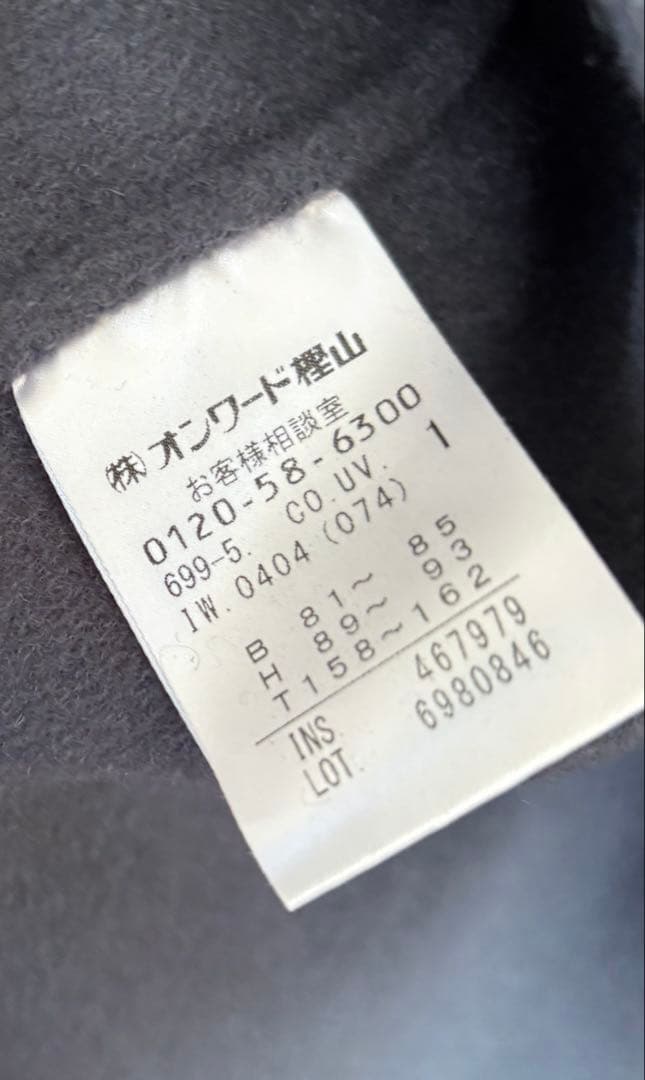 (株)オンワード樫山
お客様相談室
0120-58-6300
699-5. CO.UV. 1
IW.0404(074)
B 81～ 85
H 89～ 93
T158～162
INS. 467979
LOT. 6980846